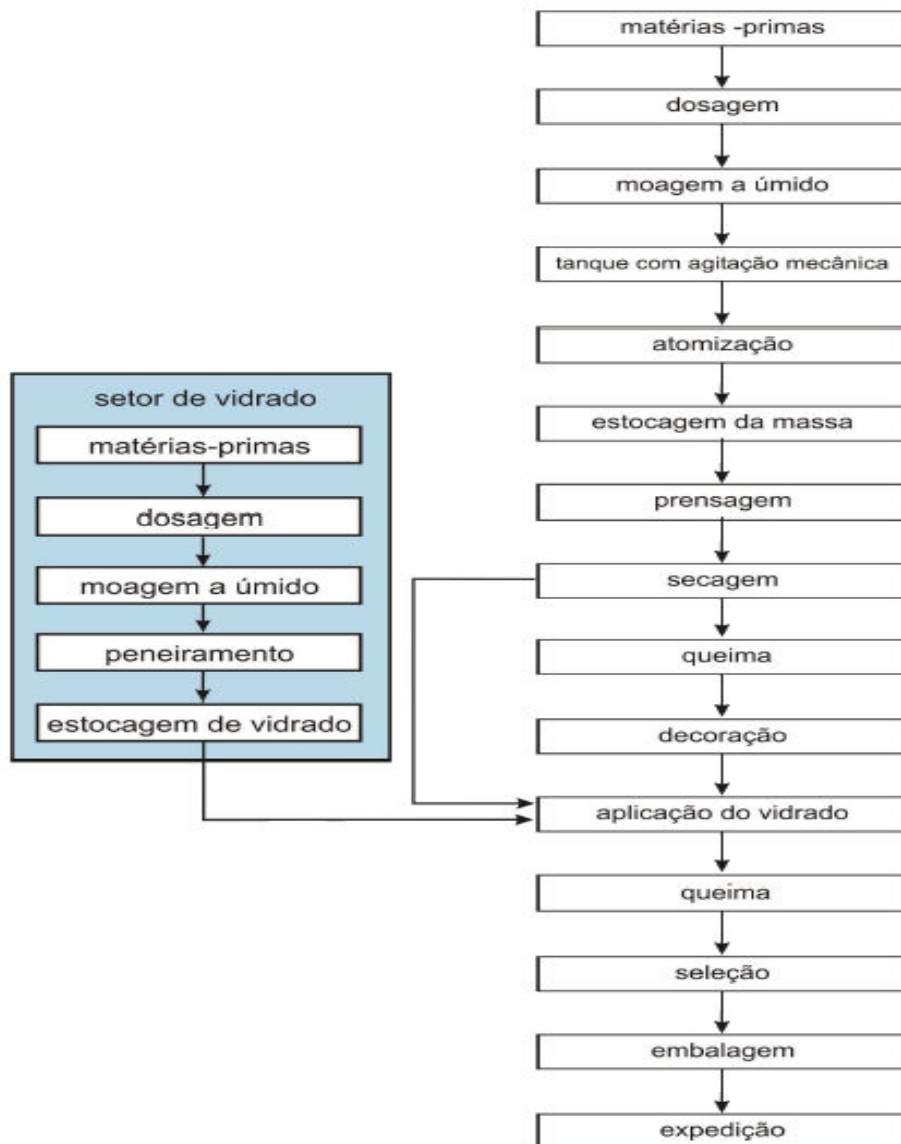 matérias -primas
dosagem
moagem a úmido
tanque com agitação mecânica
atomização
estocagem da massa
prensagem
secagem
queima
decoração
aplicação do vidrado
queima
seleção
embalagem
expedição
setor de vidrado
matérias-primas
dosagem
moagem a úmido
peneiramento
estocagem de vidrado